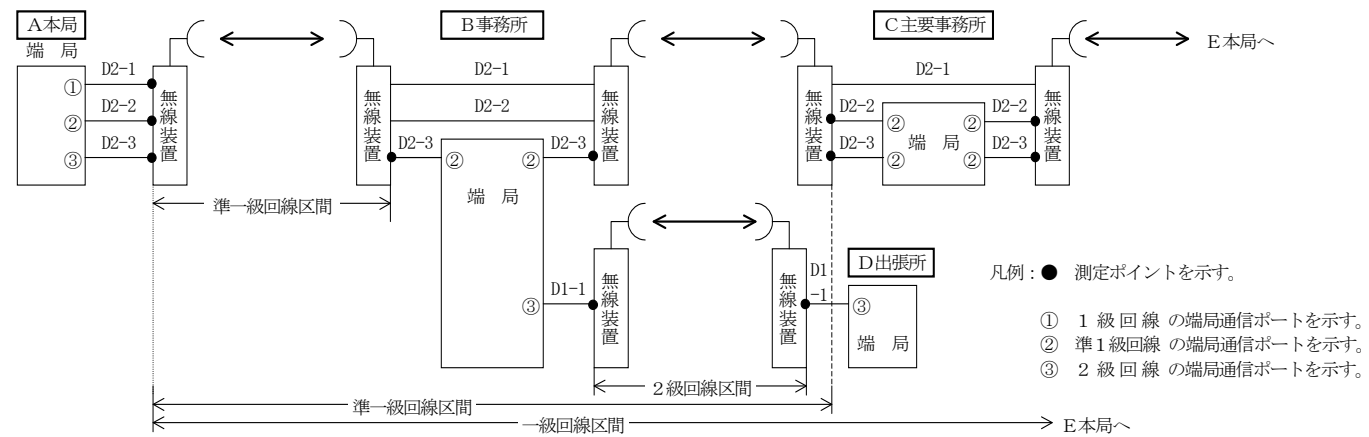 A本局
端 局
B事務所
C主要事務所
E本局へ
D2-1
D2-2
D2-3
①
②
③
無線装置
無線装置
D2-1
D2-2
D2-3
②
②
D2-3
端 局
無線装置
無線装置
D2-1
D2-2
D2-3
②
②
端 局
②
②
D2-2
D2-3
無線装置
準一級回線区間
③
D1-1
無線装置
無線装置
D1
-1
D出張所
③
端 局
2級回線区間
準一級回線区間
一級回線区間
E本局へ
凡例:● 測定ポイントを示す。
① 1 級 回 線 の端局通信ポートを示す。
② 準1級回線 の端局通信ポートを示す。
③ 2 級 回 線 の端局通信ポートを示す。